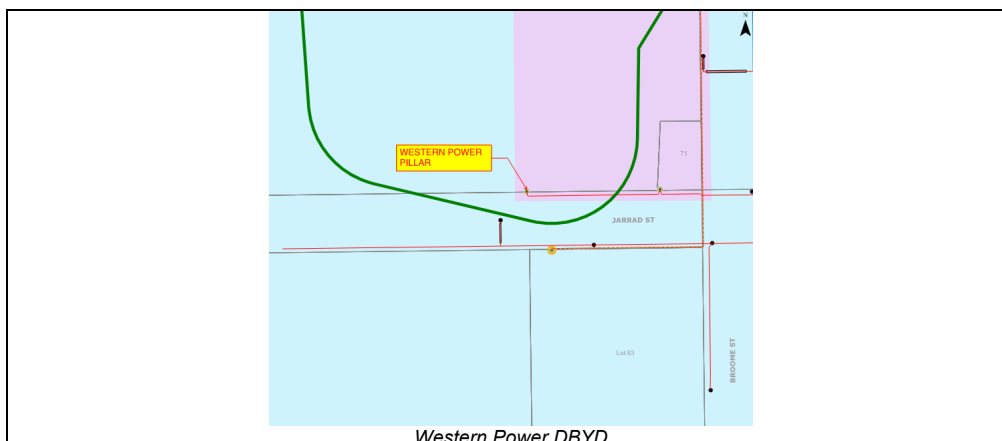 N
WESTERN POWER
PILLAR
71
JARRAD ST
Lot 63
BROOME ST
Western Power DBYD